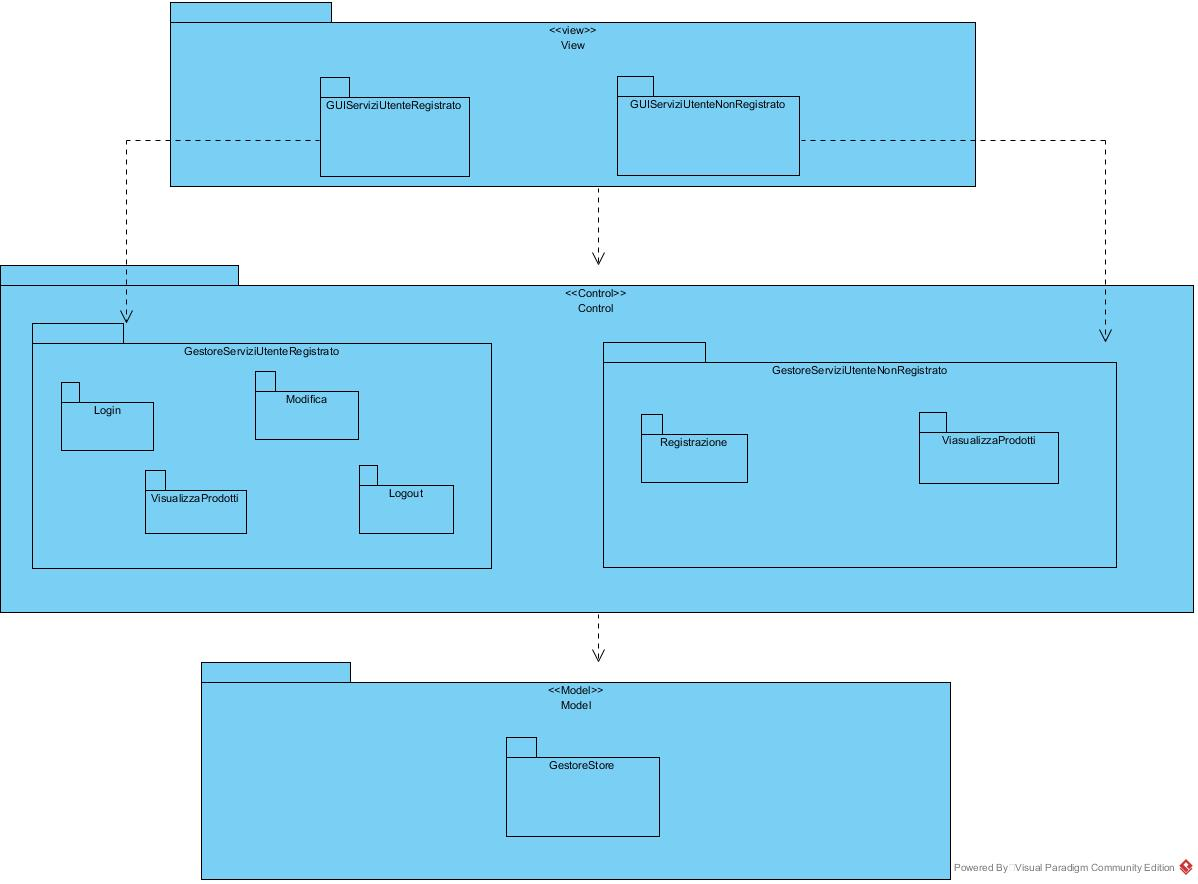 <<view>>
View
GUIServiziUtenteRegistrato
GUIServiziUtenteNonRegistrato
<<Control>>
Control
GestoreServiziUtenteRegistrato
Login
Modifica
VisualizzaProdotti
Logout
GestoreServiziUtenteNonRegistrato
Registrazione
ViasualizzaProdotti
<<Model>>
Model
GestoreStore
Powered By Visual Paradigm Community Edition